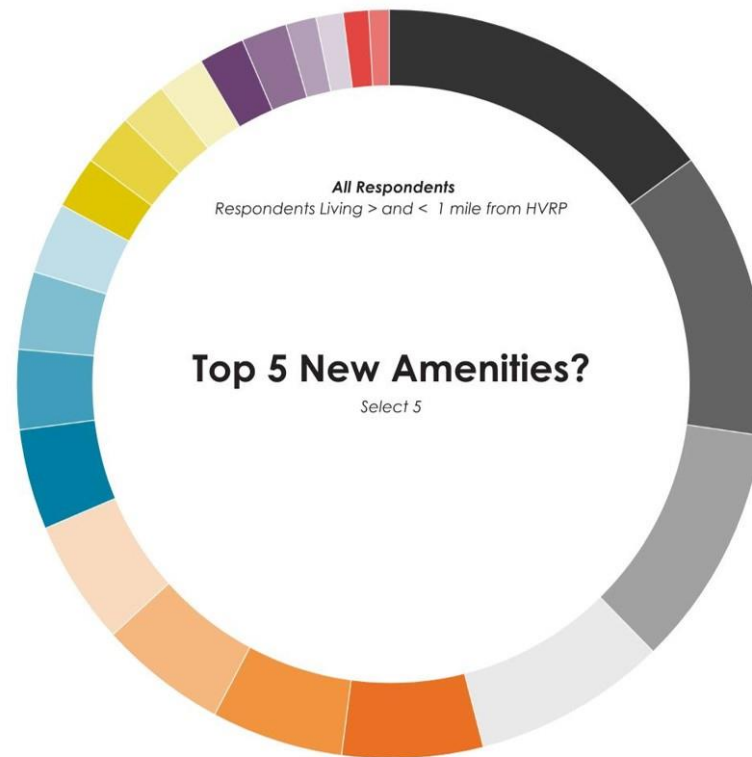 All Respondents
Respondents Living > and < 1 mile from HVRP
Top 5 New Amenities?
Select 5